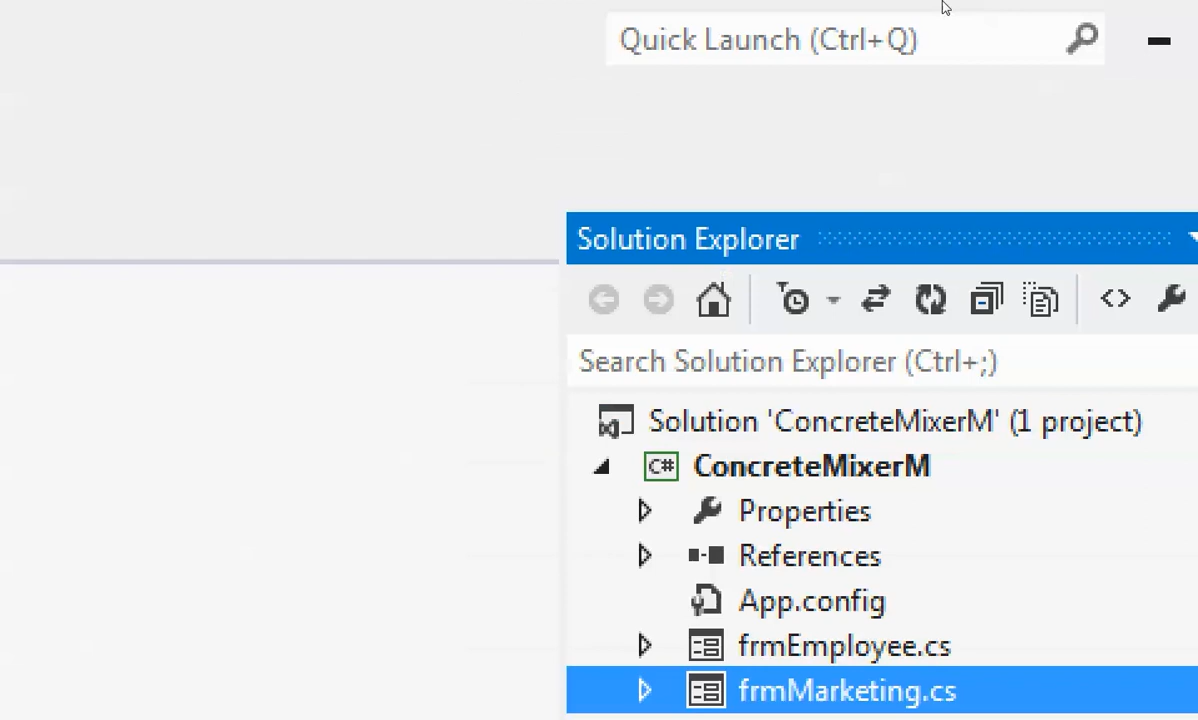 Quick Launch (Ctrl+Q)
Solution Explorer
Search Solution Explorer (Ctrl+;)
Solution 'ConcreteMixerM' (1 project)
C# ConcreteMixerM
Properties
References
App.config
frmEmployee.cs
frmMarketing.cs